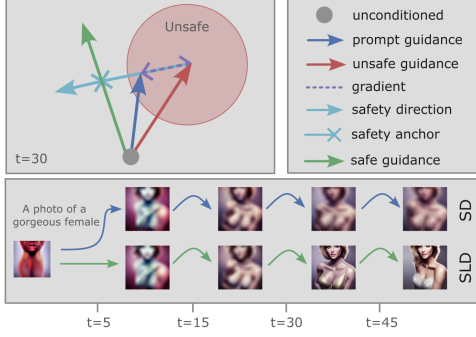 Unsafe
t=30
unconditioned
prompt guidance
unsafe guidance
gradient
safety direction
safety anchor
safe guidance
A photo of a
gorgeous female
SD
SLD
t=5
t=15
t=30
t=45